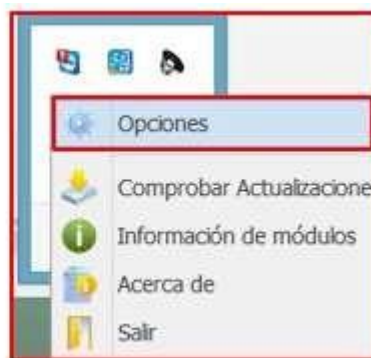 Opciones
Comprobar Actualizacione
Información de módulos
Acerca de
Salir